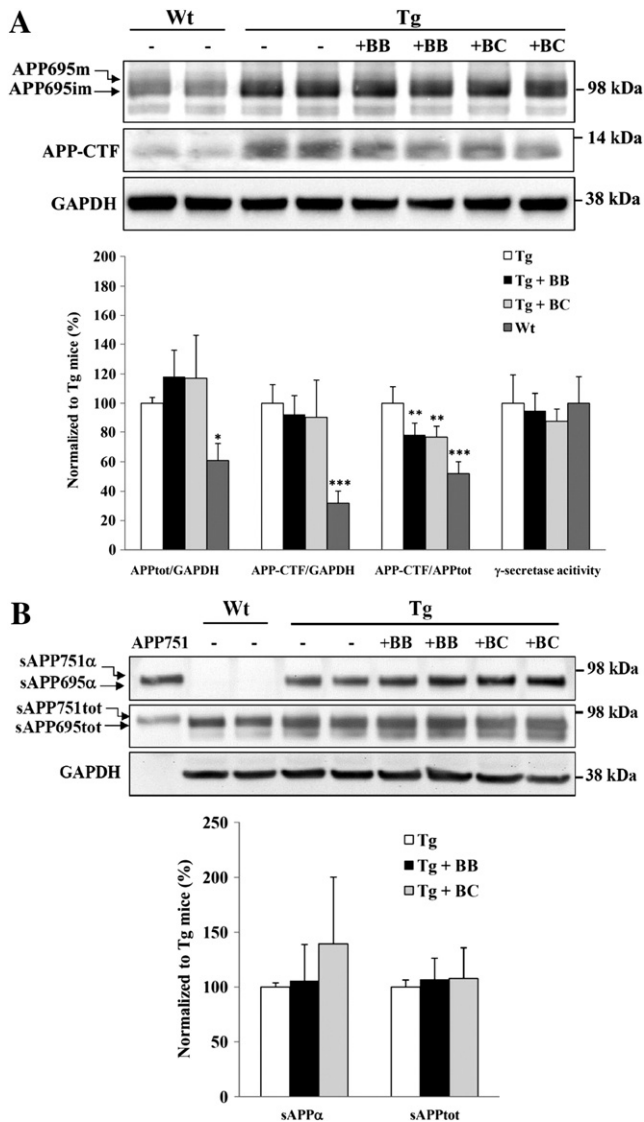 A
Wt Tg
- - - - +BB +BB +BC +BC
APP695m
APP695im
98 kDa
14 kDa
APP-CTF
GAPDH
38 kDa
Normalized to Tg mice (%)
200
180
160
140
120
100
80
60
40
20
0
Tg
Tg + BB
Tg + BC
Wt
*
***
** **
***
APPtot/GAPDH APP-CTF/GAPDH APP-CTF/APPtot γ-secretase acitivity
B
Wt Tg
APP751 - - - - +BB +BB +BC +BC
sAPP751α
sAPP695α
98 kDa
sAPP751tot
sAPP695tot
98 kDa
GAPDH
38 kDa
Normalized to Tg mice (%)
250
200
150
100
50
0
Tg
Tg + BB
Tg + BC
sAPPα sAPPtot